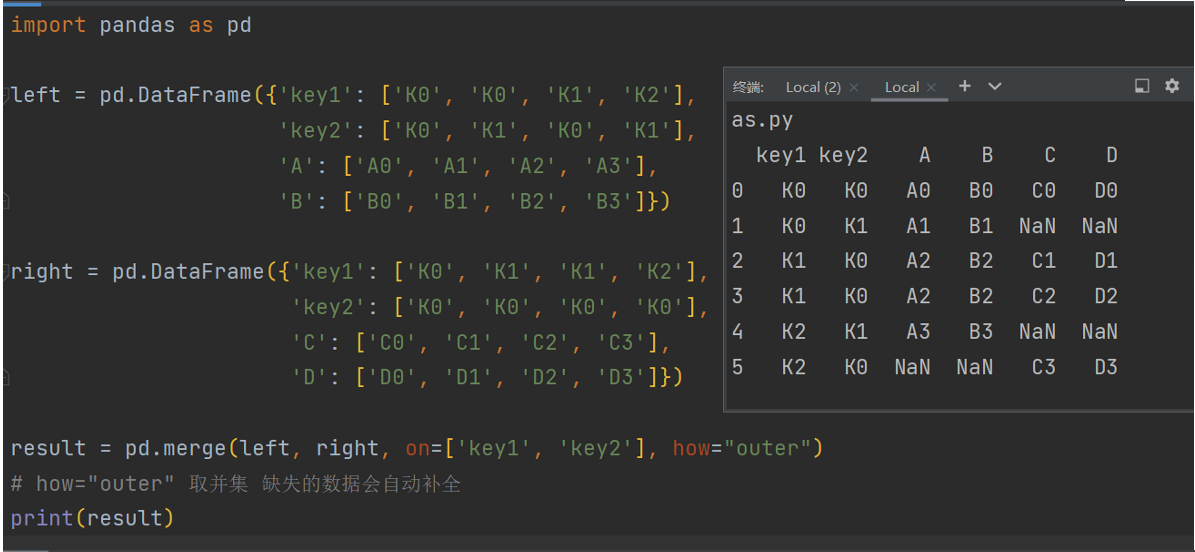 import pandas as pd
left = pd.DataFrame({'key1': ['K0', 'K0', 'K1', 'K2'],
'key2': ['K0', 'K1', 'K0', 'K1'],
'A': ['A0', 'A1', 'A2', 'A3'],
'B': ['B0', 'B1', 'B2', 'B3']})
right = pd.DataFrame({'key1': ['K0', 'K1', 'K1', 'K2'],
'key2': ['K0', 'K0', 'K0', 'K0'],
'C': ['C0', 'C1', 'C2', 'C3'],
'D': ['D0', 'D1', 'D2', 'D3']})
result = pd.merge(left, right, on=['key1', 'key2'], how="outer")
# how="outer" 取并集 缺失的数据会自动补全
print(result)
终端: Local (2) × Local × +
as.py
key1 key2 A B C D
0 K0 K0 A0 B0 C0 D0
1 K0 K1 A1 B1 NaN NaN
2 K1 K0 A2 B2 C1 D1
3 K1 K0 A2 B2 C2 D2
4 K2 K1 A3 B3 NaN NaN
5 K2 K0 NaN NaN C3 D3